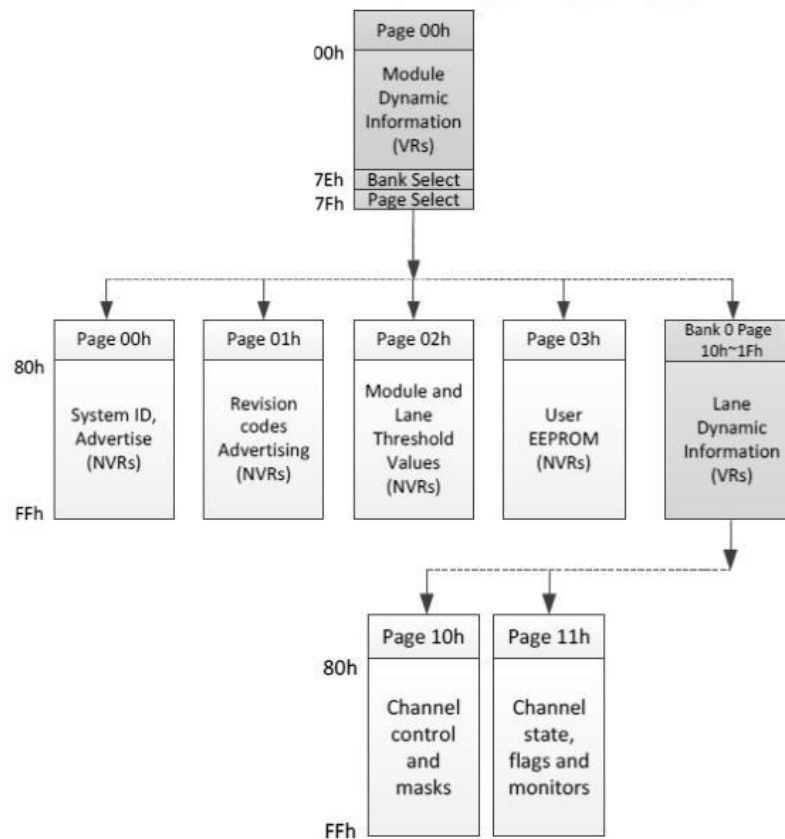 Page 00h
00h
Module
Dynamic
Information
(VRs)
7Eh
Bank Select
7Fh
Page Select
Page 00h
80h
System ID,
Advertise
(NVRs)
FFh
Page 01h
Revision
codes
Advertising
(NVRs)
Page 02h
Module and
Lane
Threshold
Values
(NVRs)
Page 03h
User
EEPROM
(NVRs)
Bank 0 Page
10h~1Fh
Lane
Dynamic
Information
(VRs)
Page 10h
80h
Channel
control
and
masks
FFh
Page 11h
Channel
state,
flags and
monitors